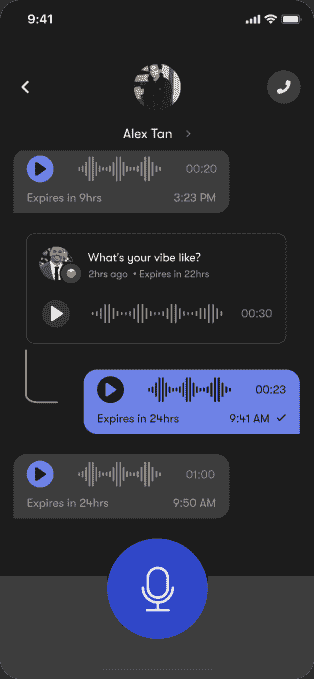 9:41
Alex Tan
00:20
Expires in 9hrs 3:23 PM
What's your vibe like?
2hrs ago • Expires in 22hrs
00:30
00:23
Expires in 24hrs 9:41 AM
01:00
Expires in 24hrs 9:50 AM